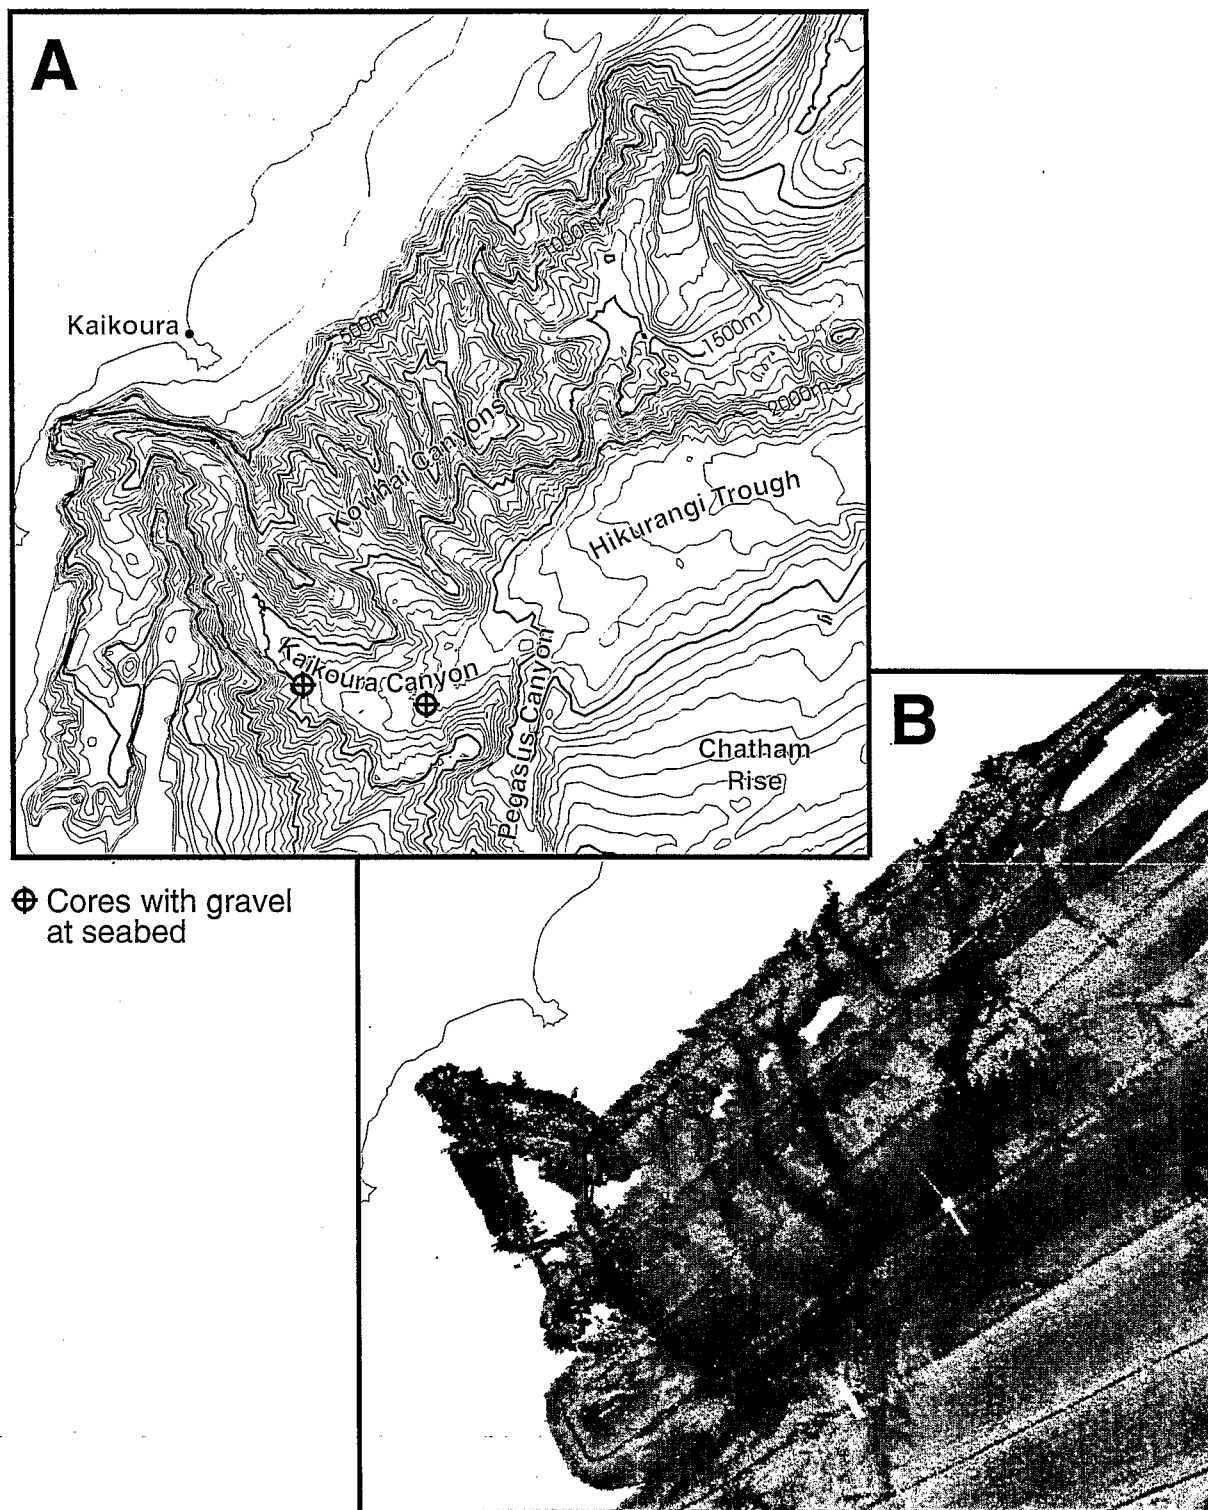 A
Kaikoura
500m
1000m
1500m
2000m
Kowhai Canyons
Hikurangi Trough
Kaikoura Canyon
Pegasus Canyon
Chatham
Rise
B
Cores with gravel
at seabed